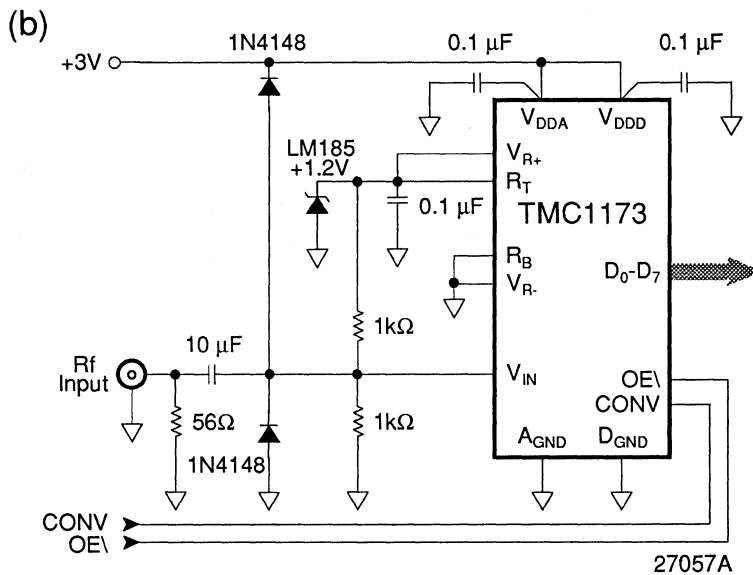 (b)
1N4148
0.1 µF
0.1 µF
+3V
VDDA VDDD
LM185
+1.2V
VR+
RT
TMC1173
0.1 µF
RB
VR-
D0-D7
1kΩ
10 µF
Rf
Input
VIN
OE\
CONV
56Ω
1kΩ
1N4148
AGND DGND
CONV
OE\
27057A